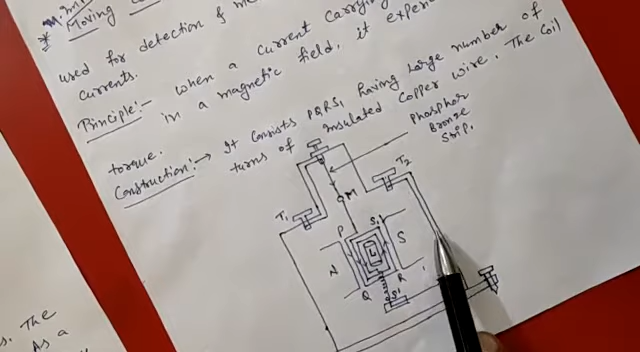 * Moving
used for detection &
currents.
Principle:- when a current carrying
in a magnetic field, it
torque.
Construction:→ It consists PQRS, having large number of
turns of insulated copper wire. The coil
Phosphor
Bronze
Strip,
T1
T2
M
P
S1
N
S
L
Q
R
S1
s. The
As a